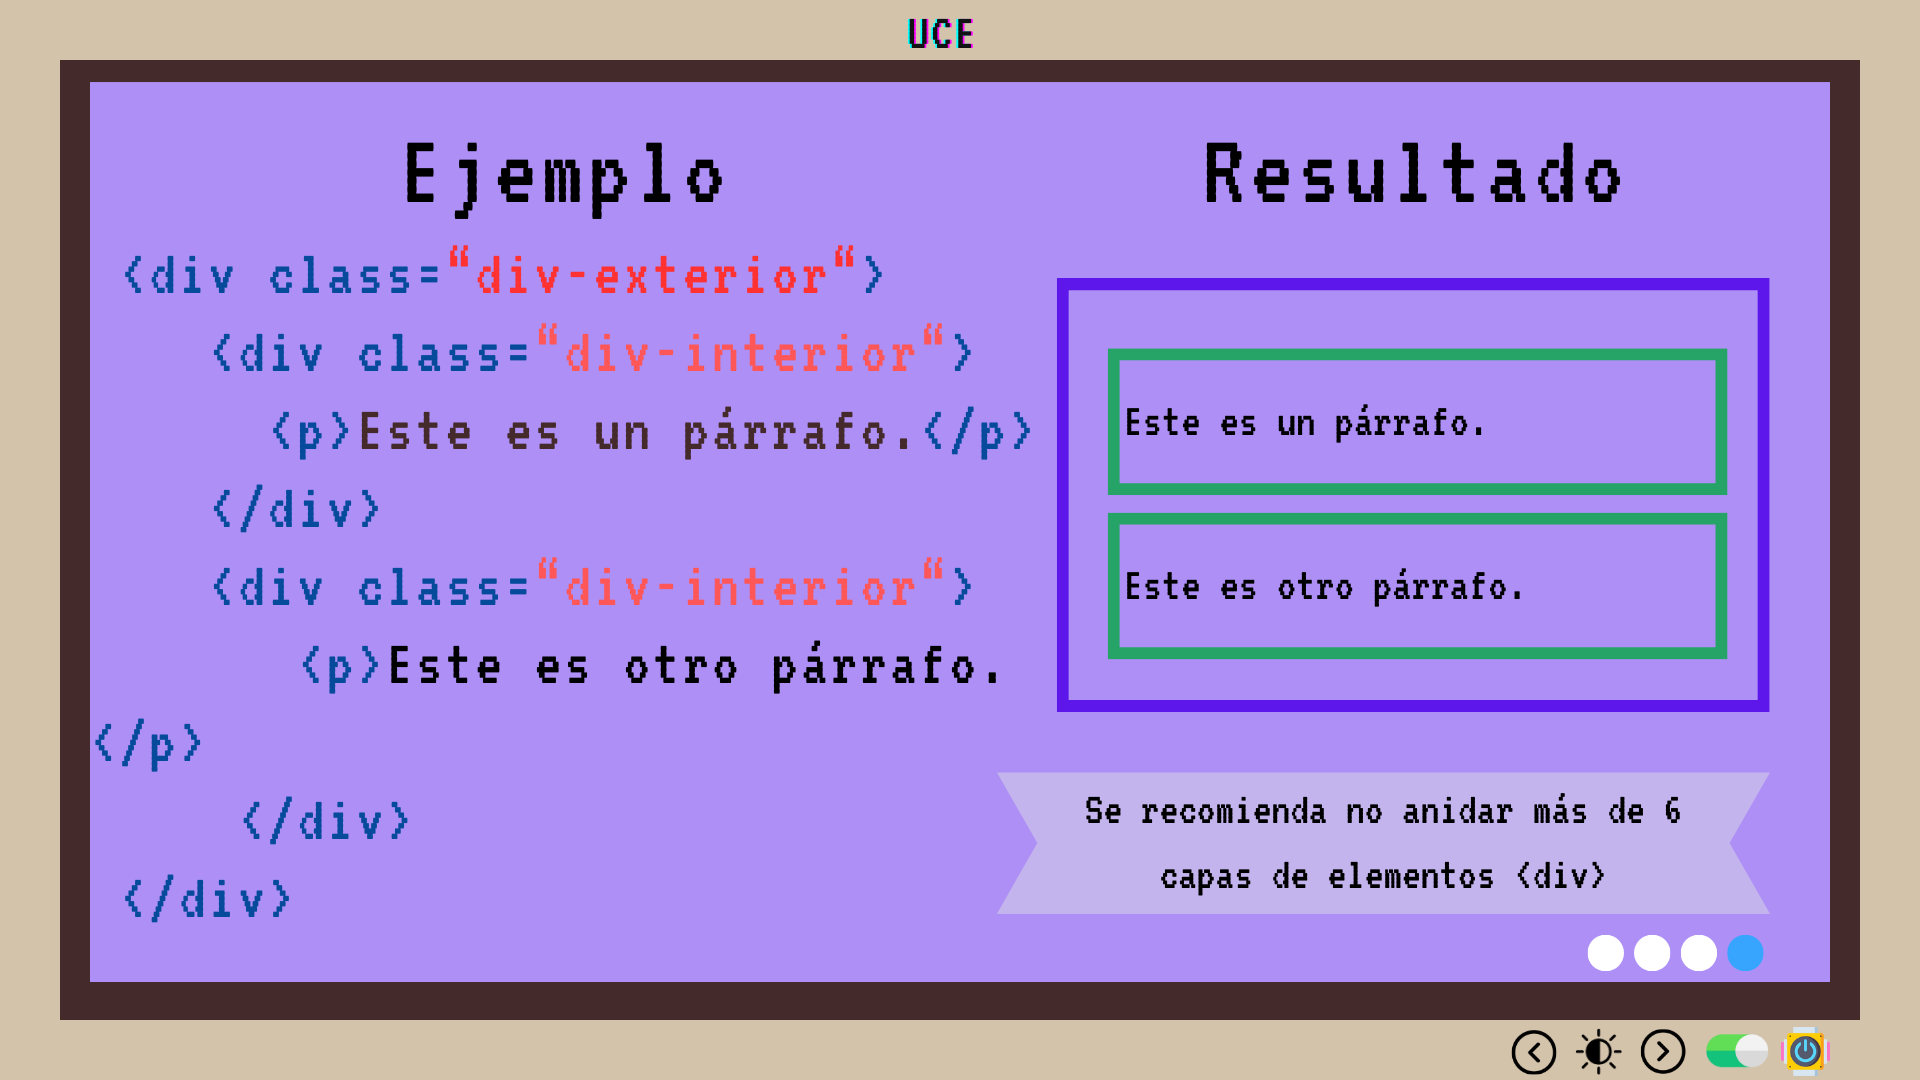 UCE
Ejemplo
<div class=“div-exterior“>
<div class=“div-interior“>
<p>Este es un párrafo.</p>
</div>
<div class=“div-interior“>
<p>Este es otro párrafo.
</p>
</div>
</div>
Resultado
Este es un párrafo.
Este es otro párrafo.
Se recomienda no anidar más de 6
capas de elementos <div>